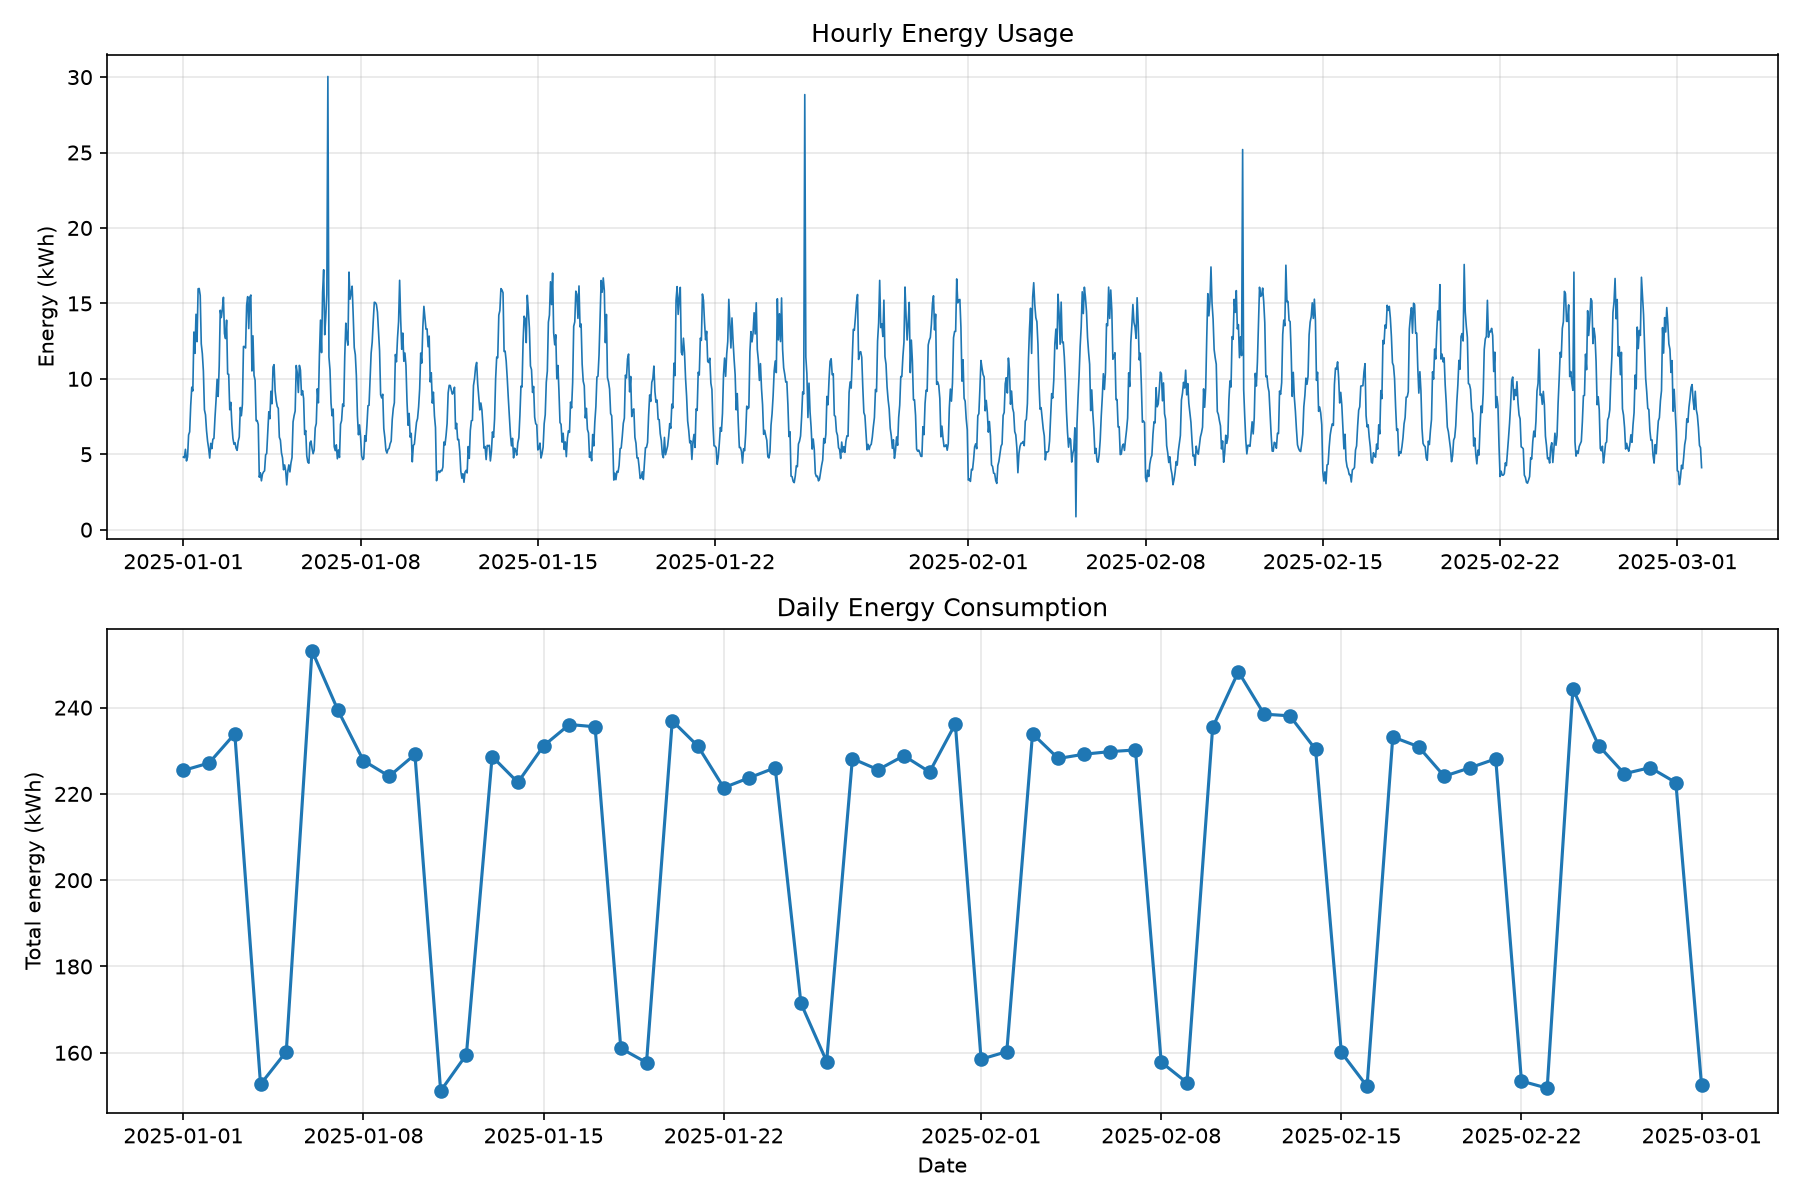 Hourly Energy Usage
Energy (kWh)
30
25
20
15
10
5
0
2025-01-01 2025-01-08 2025-01-15 2025-01-22 2025-02-01 2025-02-08 2025-02-15 2025-02-22 2025-03-01
Daily Energy Consumption
Total energy (kWh)
240
220
200
180
160
2025-01-01 2025-01-08 2025-01-15 2025-01-22 2025-02-01 2025-02-08 2025-02-15 2025-02-22 2025-03-01
Date